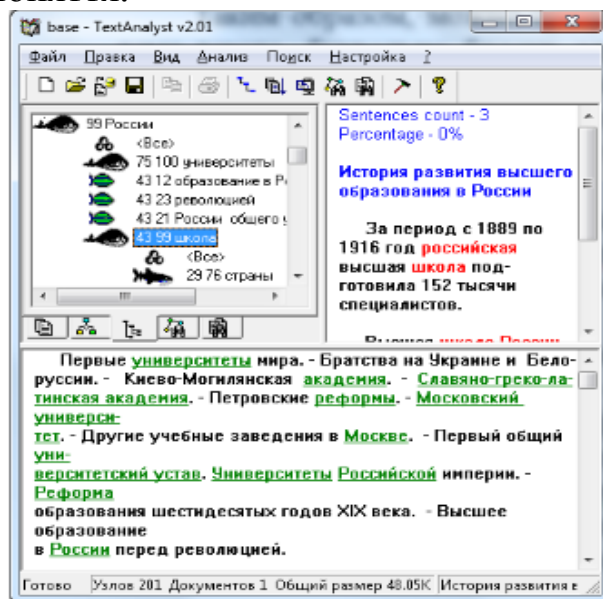 base - TextAnalyst v2.01
Файл Правка Вид Анализ Поиск Настройка ?
99 России
<Все>
75 100 университеты
43 12 образование в Р
43 23 революцией
43 21 России общего
43 99 школа
<Все>
29 76 страны
Sentences count - 3
Percentage - 0%
История развития высшего
образования в России
За период с 1889 по
1916 год российская
высшая школа под-
готовила 152 тысячи
специалистов.
Высшая школа России
Первые университеты мира. - Братства на Украине и Бело-
руссии. - Киево-Могилянская академия. - Славяно-греко-ла-
тинская академия. - Петровские реформы. - Московский
универси-
тет. - Другие учебные заведения в Москве. - Первый общий
уни-
верситетский устав. Университеты Российской империи. -
Реформа
образования шестидесятых годов XIX века. - Высшее
образование
в России перед революцией.
Готово Узлов 201 Документов 1 Общий размер 48.05K История развития в